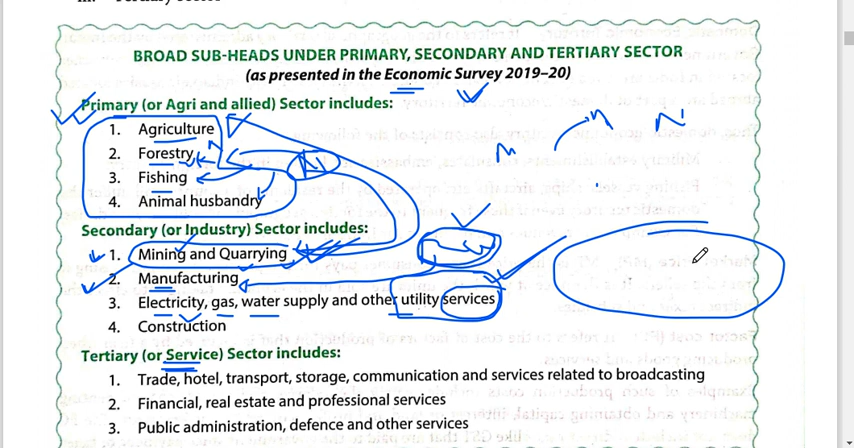 BROAD SUB-HEADS UNDER PRIMARY, SECONDARY AND TERTIARY SECTOR
(as presented in the Economic Survey 2019–20)
Primary (or Agri and allied) Sector includes:
1. Agriculture
2. Forestry
3. Fishing
4. Animal husbandry
Secondary (or Industry) Sector includes:
1. Mining and Quarrying
2. Manufacturing
3. Electricity, gas, water supply and other utility services
4. Construction
Tertiary (or Service) Sector includes:
1. Trade, hotel, transport, storage, communication and services related to broadcasting
2. Financial, real estate and professional services
3. Public administration, defence and other services